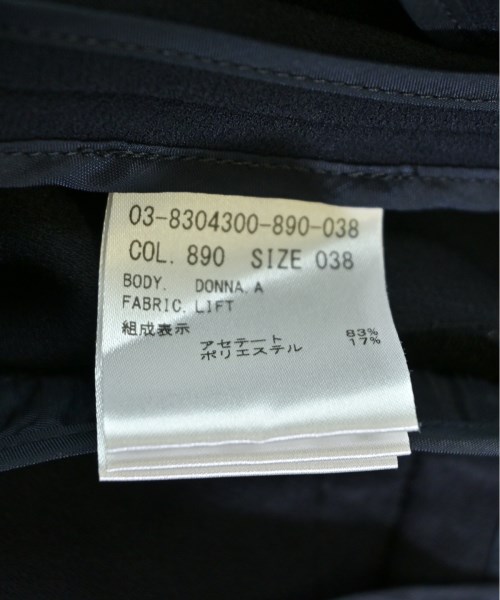 03-8304300-890-038
COL. 890 SIZE 038
BODY. DONNA.A
FABRIC.LIFT
組成表示
アセテート 83%
ポリエステル 17%